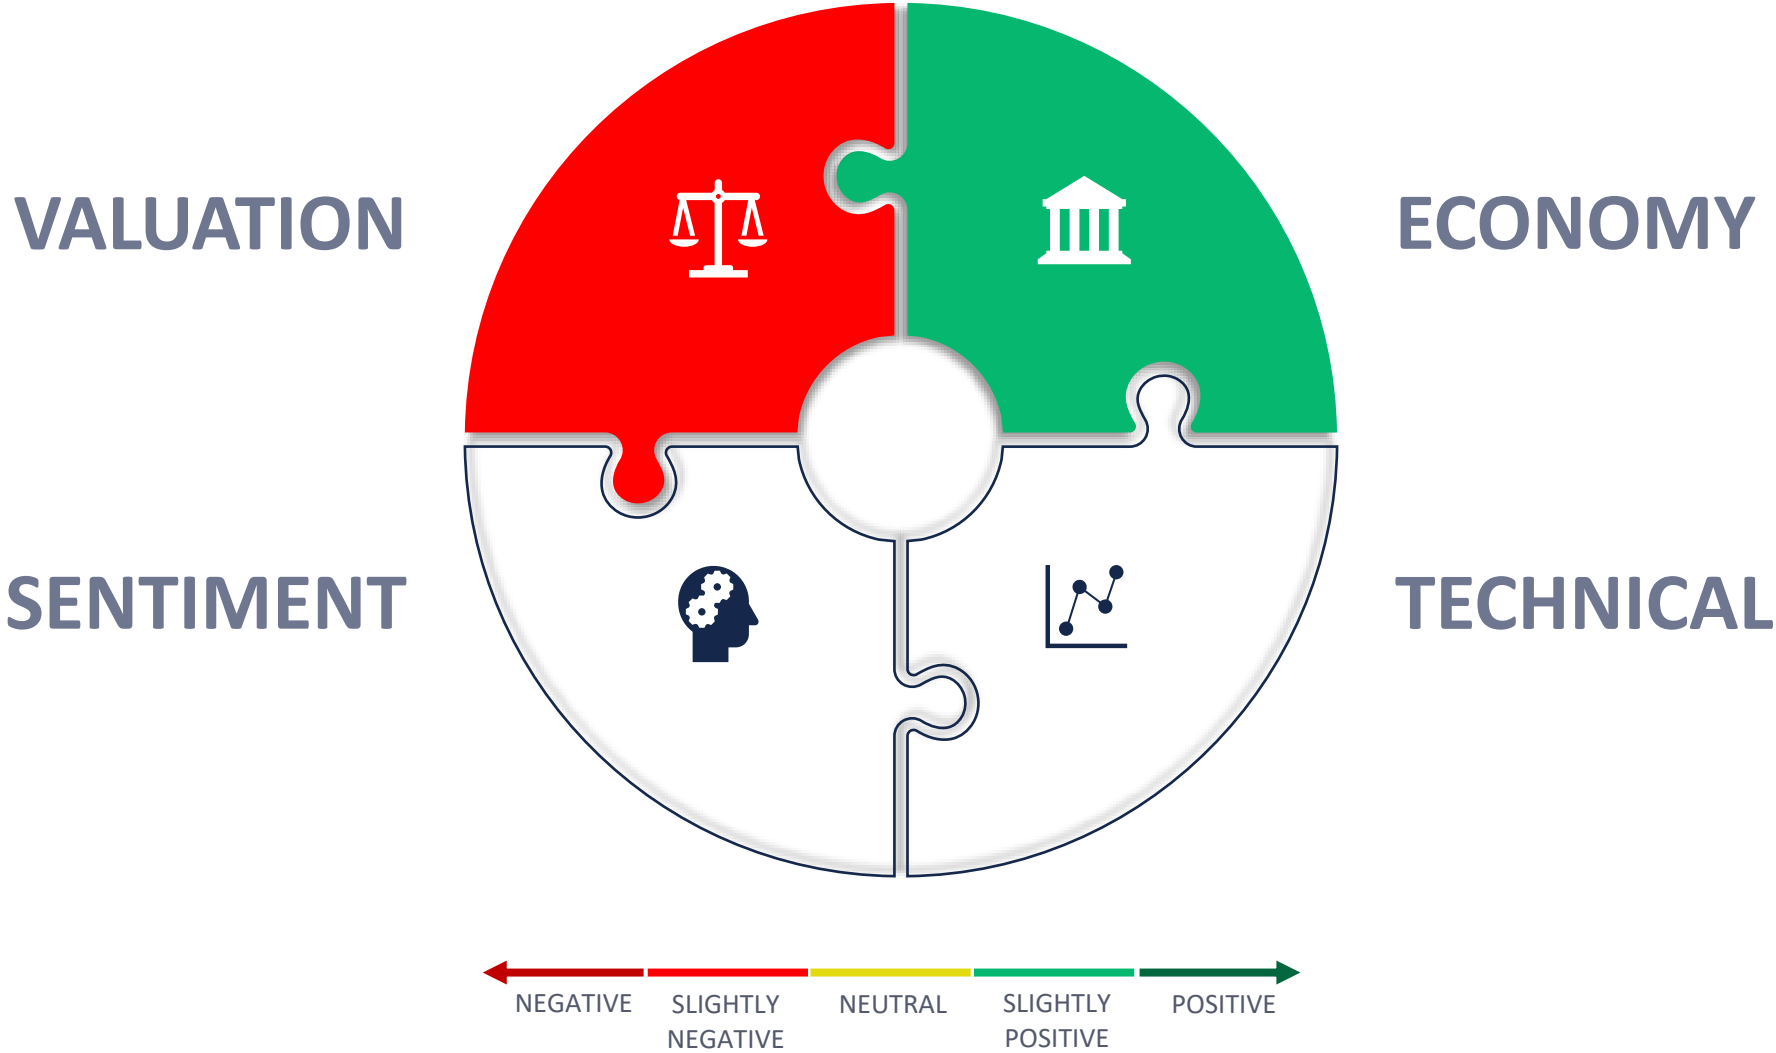 VALUATION
ECONOMY
SENTIMENT
TECHNICAL
NEGATIVE
SLIGHTLY
NEGATIVE
NEUTRAL
SLIGHTLY
POSITIVE
POSITIVE